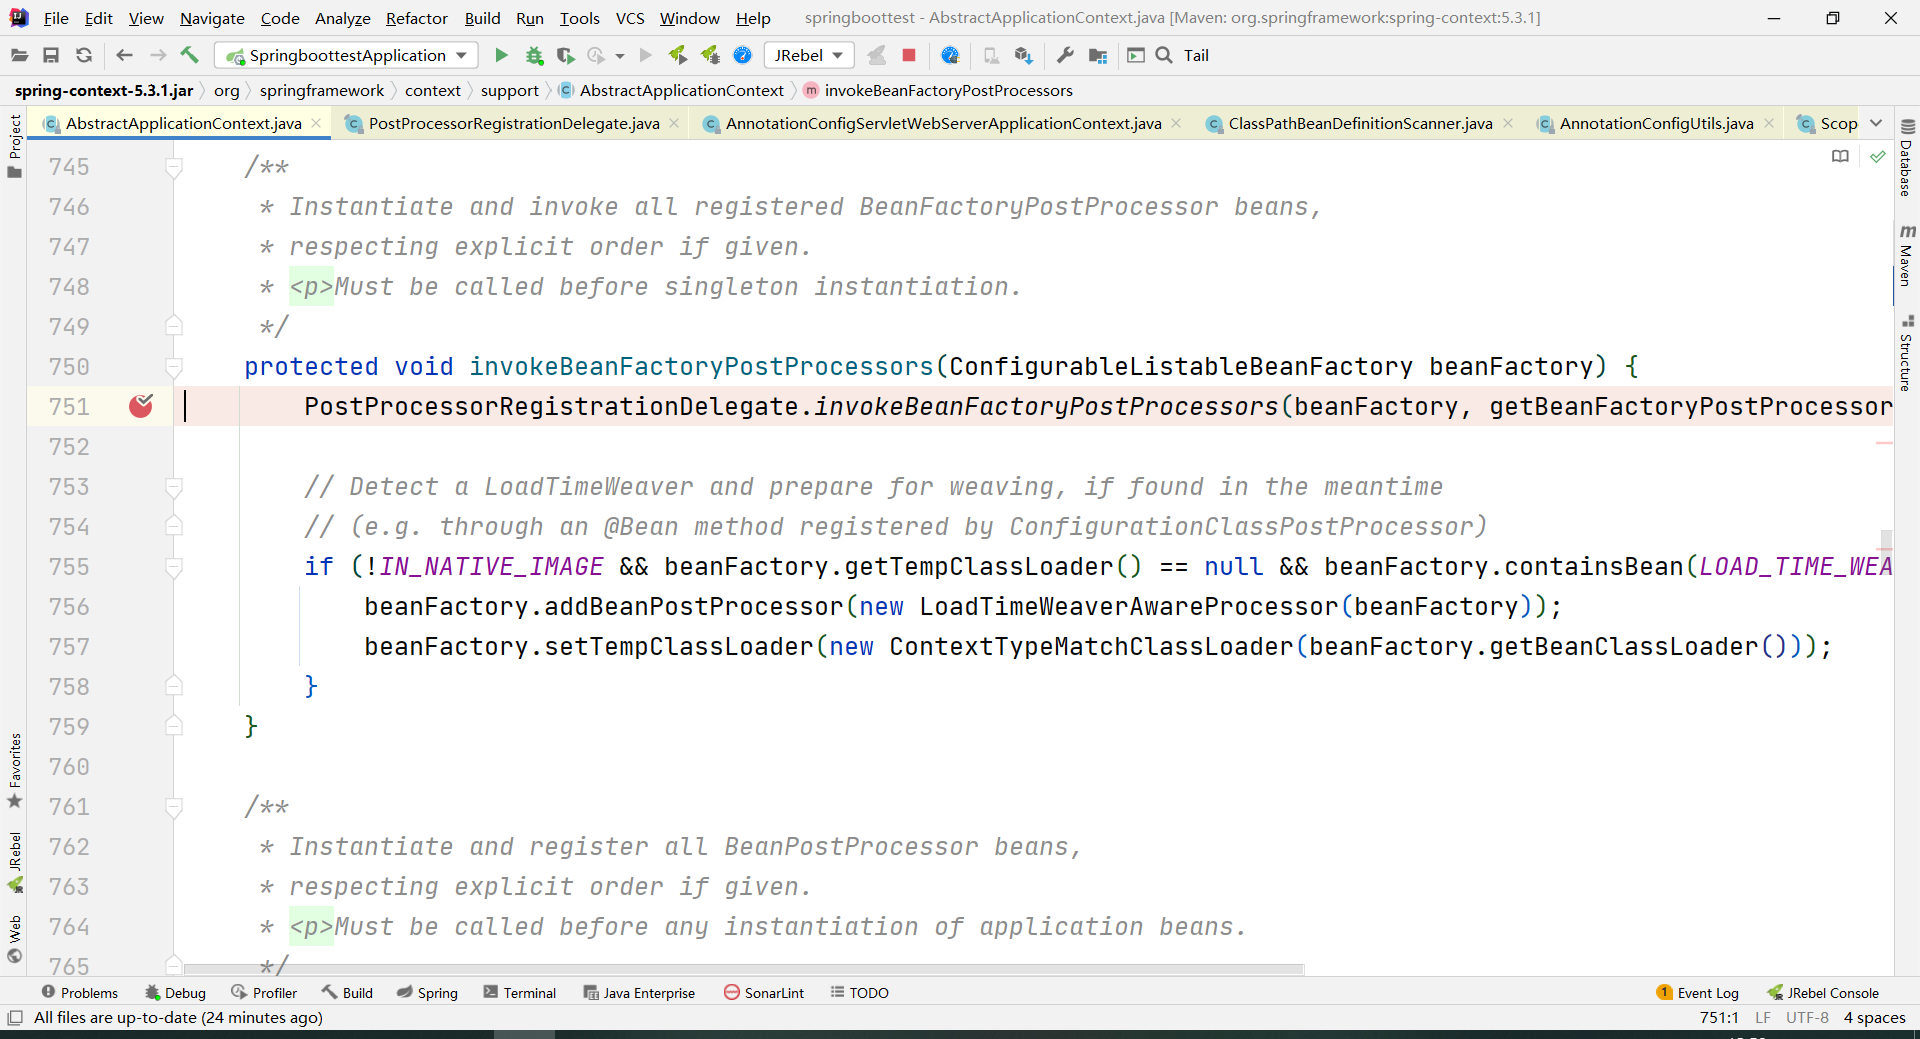 File Edit View Navigate Code Analyze Refactor Build Run Tools VCS Window Help springboottest - AbstractApplicationContext.java [Maven: org.springframework:spring-context:5.3.1]
SpringboottestApplication JRebel Tail
spring-context-5.3.1.jar org springframework context support AbstractApplicationContext invokeBeanFactoryPostProcessors
AbstractApplicationContext.java PostProcessorRegistrationDelegate.java AnnotationConfigServletWebServerApplicationContext.java ClassPathBeanDefinitionScanner.java AnnotationConfigUtils.java Scop
Project
Favorites
JRebel
Web
745 /**
746 * Instantiate and invoke all registered BeanFactoryPostProcessor beans,
747 * respecting explicit order if given.
748 * <p>Must be called before singleton instantiation.
749 */
750 protected void invokeBeanFactoryPostProcessors(ConfigurableListableBeanFactory beanFactory) {
751 PostProcessorRegistrationDelegate.invokeBeanFactoryPostProcessors(beanFactory, getBeanFactoryPostProcessor
752
753 // Detect a LoadTimeWeaver and prepare for weaving, if found in the meantime
754 // (e.g. through an @Bean method registered by ConfigurationClassPostProcessor)
755 if (!IN_NATIVE_IMAGE && beanFactory.getTempClassLoader() == null && beanFactory.containsBean(LOAD_TIME_WEA
756 beanFactory.addBeanPostProcessor(new LoadTimeWeaverAwareProcessor(beanFactory));
757 beanFactory.setTempClassLoader(new ContextTypeMatchClassLoader(beanFactory.getBeanClassLoader()));
758 }
759 }
760
761 /**
762 * Instantiate and register all BeanPostProcessor beans,
763 * respecting explicit order if given.
764 * <p>Must be called before any instantiation of application beans.
765 */
Database
Maven
Structure
Problems Debug Profiler Build Spring Terminal Java Enterprise SonarLint TODO 1 Event Log JRebel Console
All files are up-to-date (24 minutes ago) 751:1 LF UTF-8 4 spaces